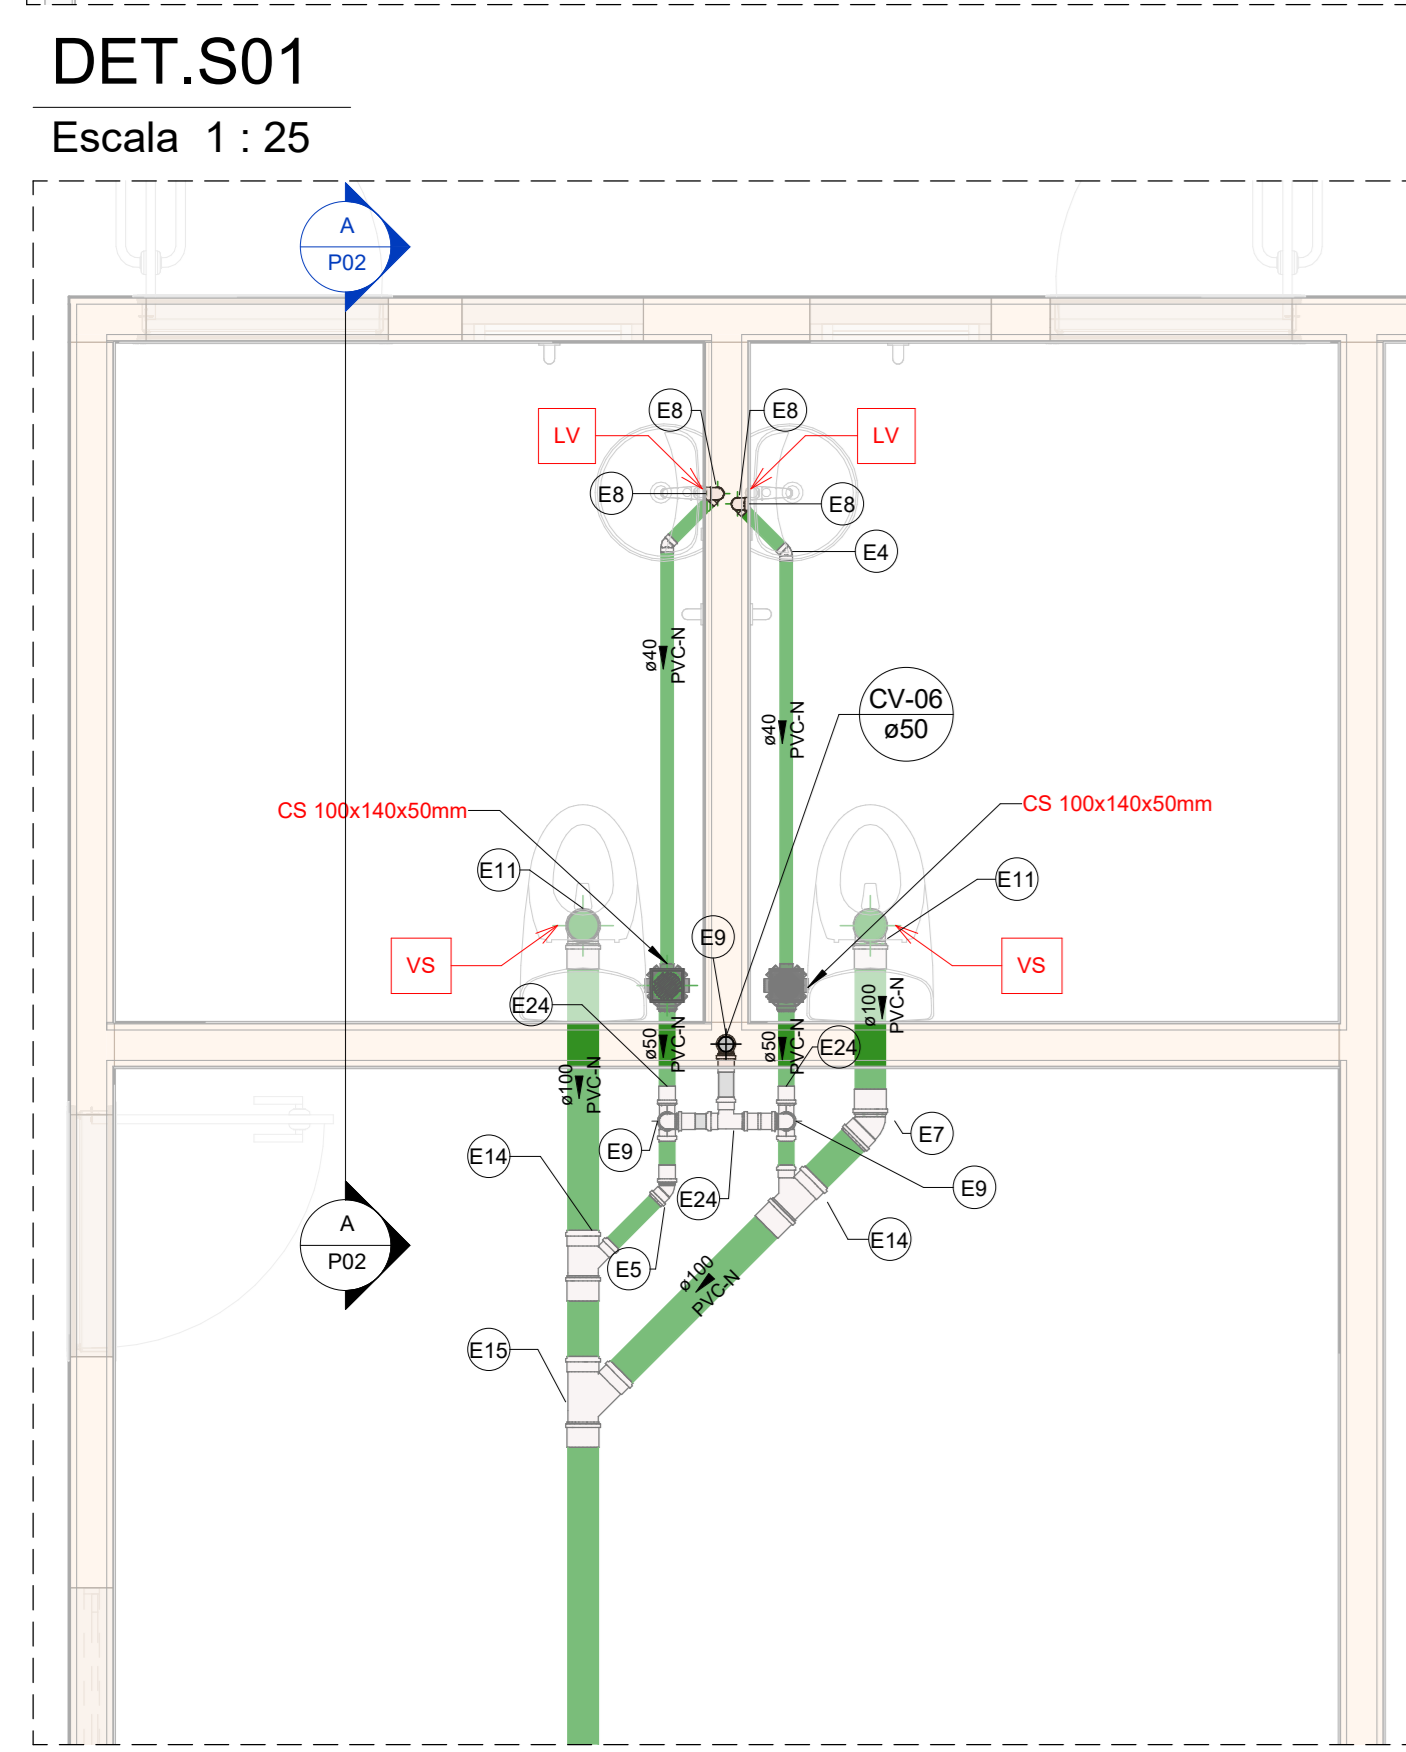 DET.S01
Escala 1 : 25
A
P02
E8
E8
LV
LV
E8
E8
E4
ø40
PVC-N
CV-06
ø50
ø40
PVC-N
CS 100x140x50mm
CS 100x140x50mm
E11
E11
E9
VS
VS
E24
ø100
PVC-N
ø50
PVC-N
ø50
PVC-N
E24
ø100
PVC-N
E7
E9
E14
E24
E9
A
P02
E14
E5
ø100
PVC-N
E15